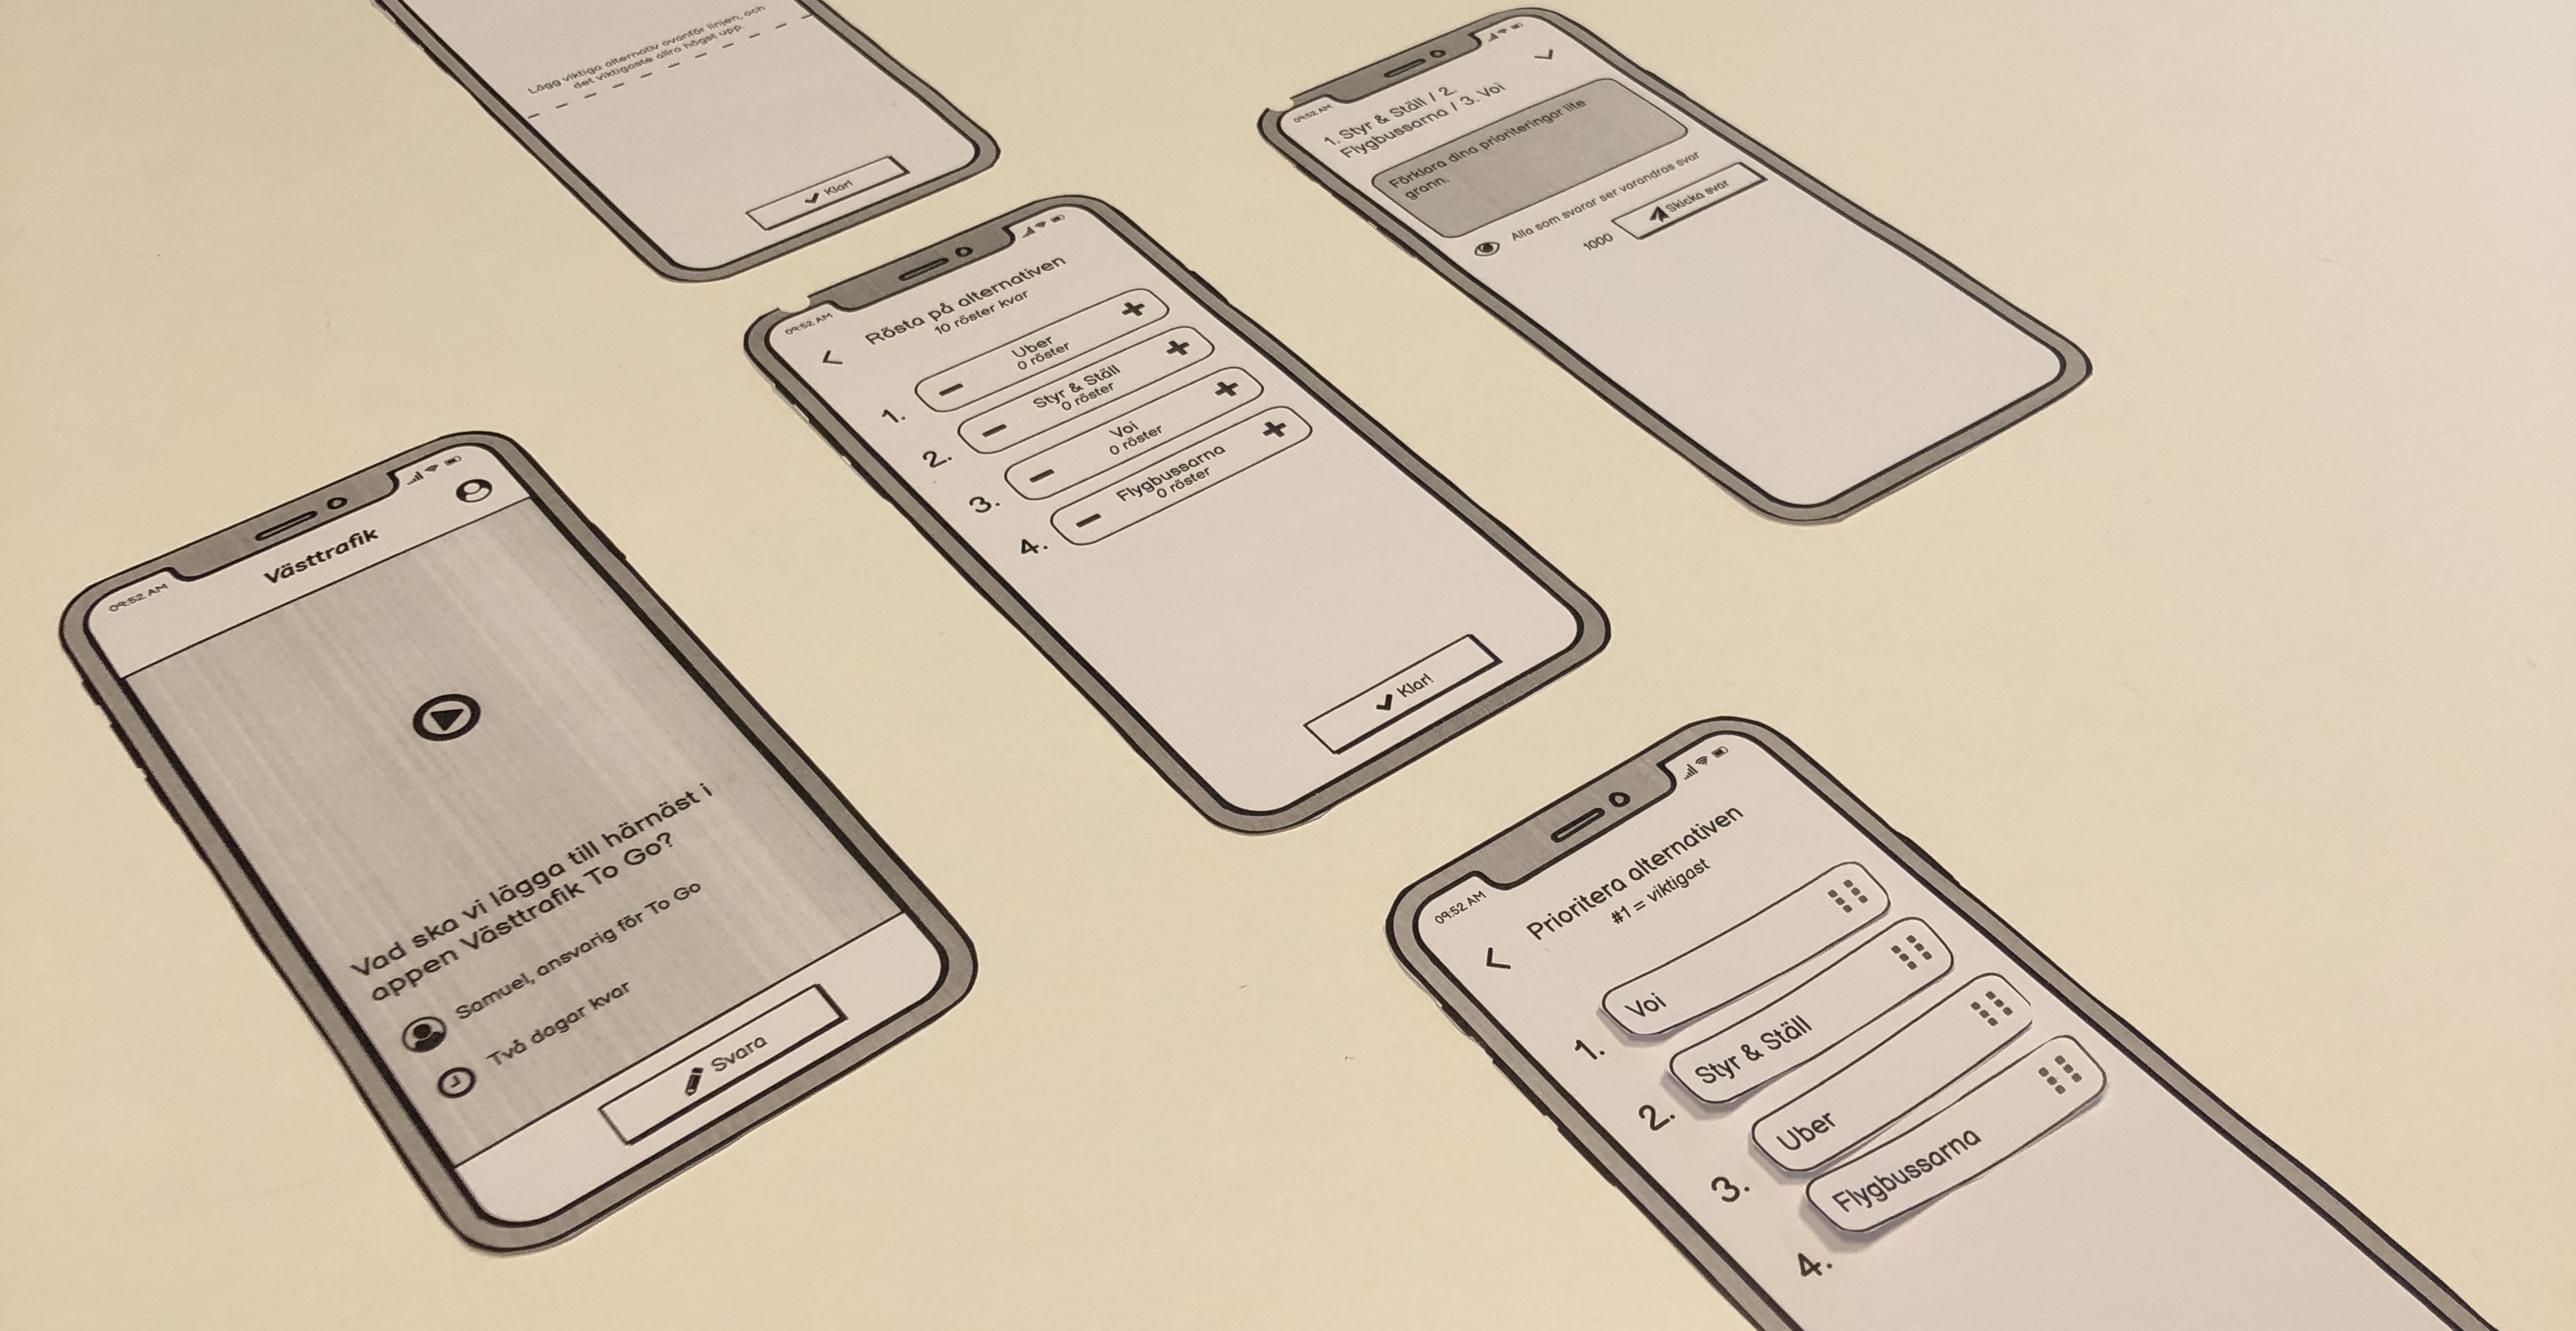 Lägg viktiga alternativ ovanför linjen, och
det viktigaste allra högst upp.
Klar!
09:52 AM
1. Styr & Ställ / 2.
Flygbussarna / 3. Voi
Förklara dina prioriteringar lite
grann.
Alla som svarar ser varandras svar
1000
Skicka svar
09:52 AM
Rösta på alternativen
10 röster kvar
1.
Uber
0 röster
2.
Styr & Ställ
0 röster
3.
Voi
0 röster
4.
Flygbussarna
0 röster
Klar!
09:52 AM
Västtrafik
Vad ska vi lägga till härnäst i
appen Västtrafik To Go?
Samuel, ansvarig för To Go
Två dagar kvar
Svara
09:52 AM
Prioritera alternativen
#1 = viktigast
1. Voi
2. Styr & Ställ
3. Uber
4. Flygbussarna